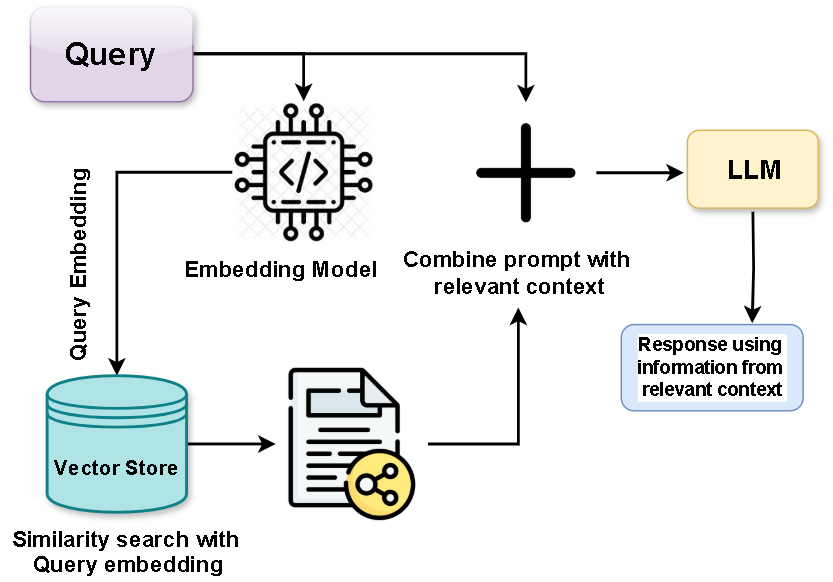 Query
</>
Embedding Model
Query Embedding
Combine prompt with
relevant context
LLM
Response using
information from
relevant context
Vector Store
Similarity search with
Query embedding